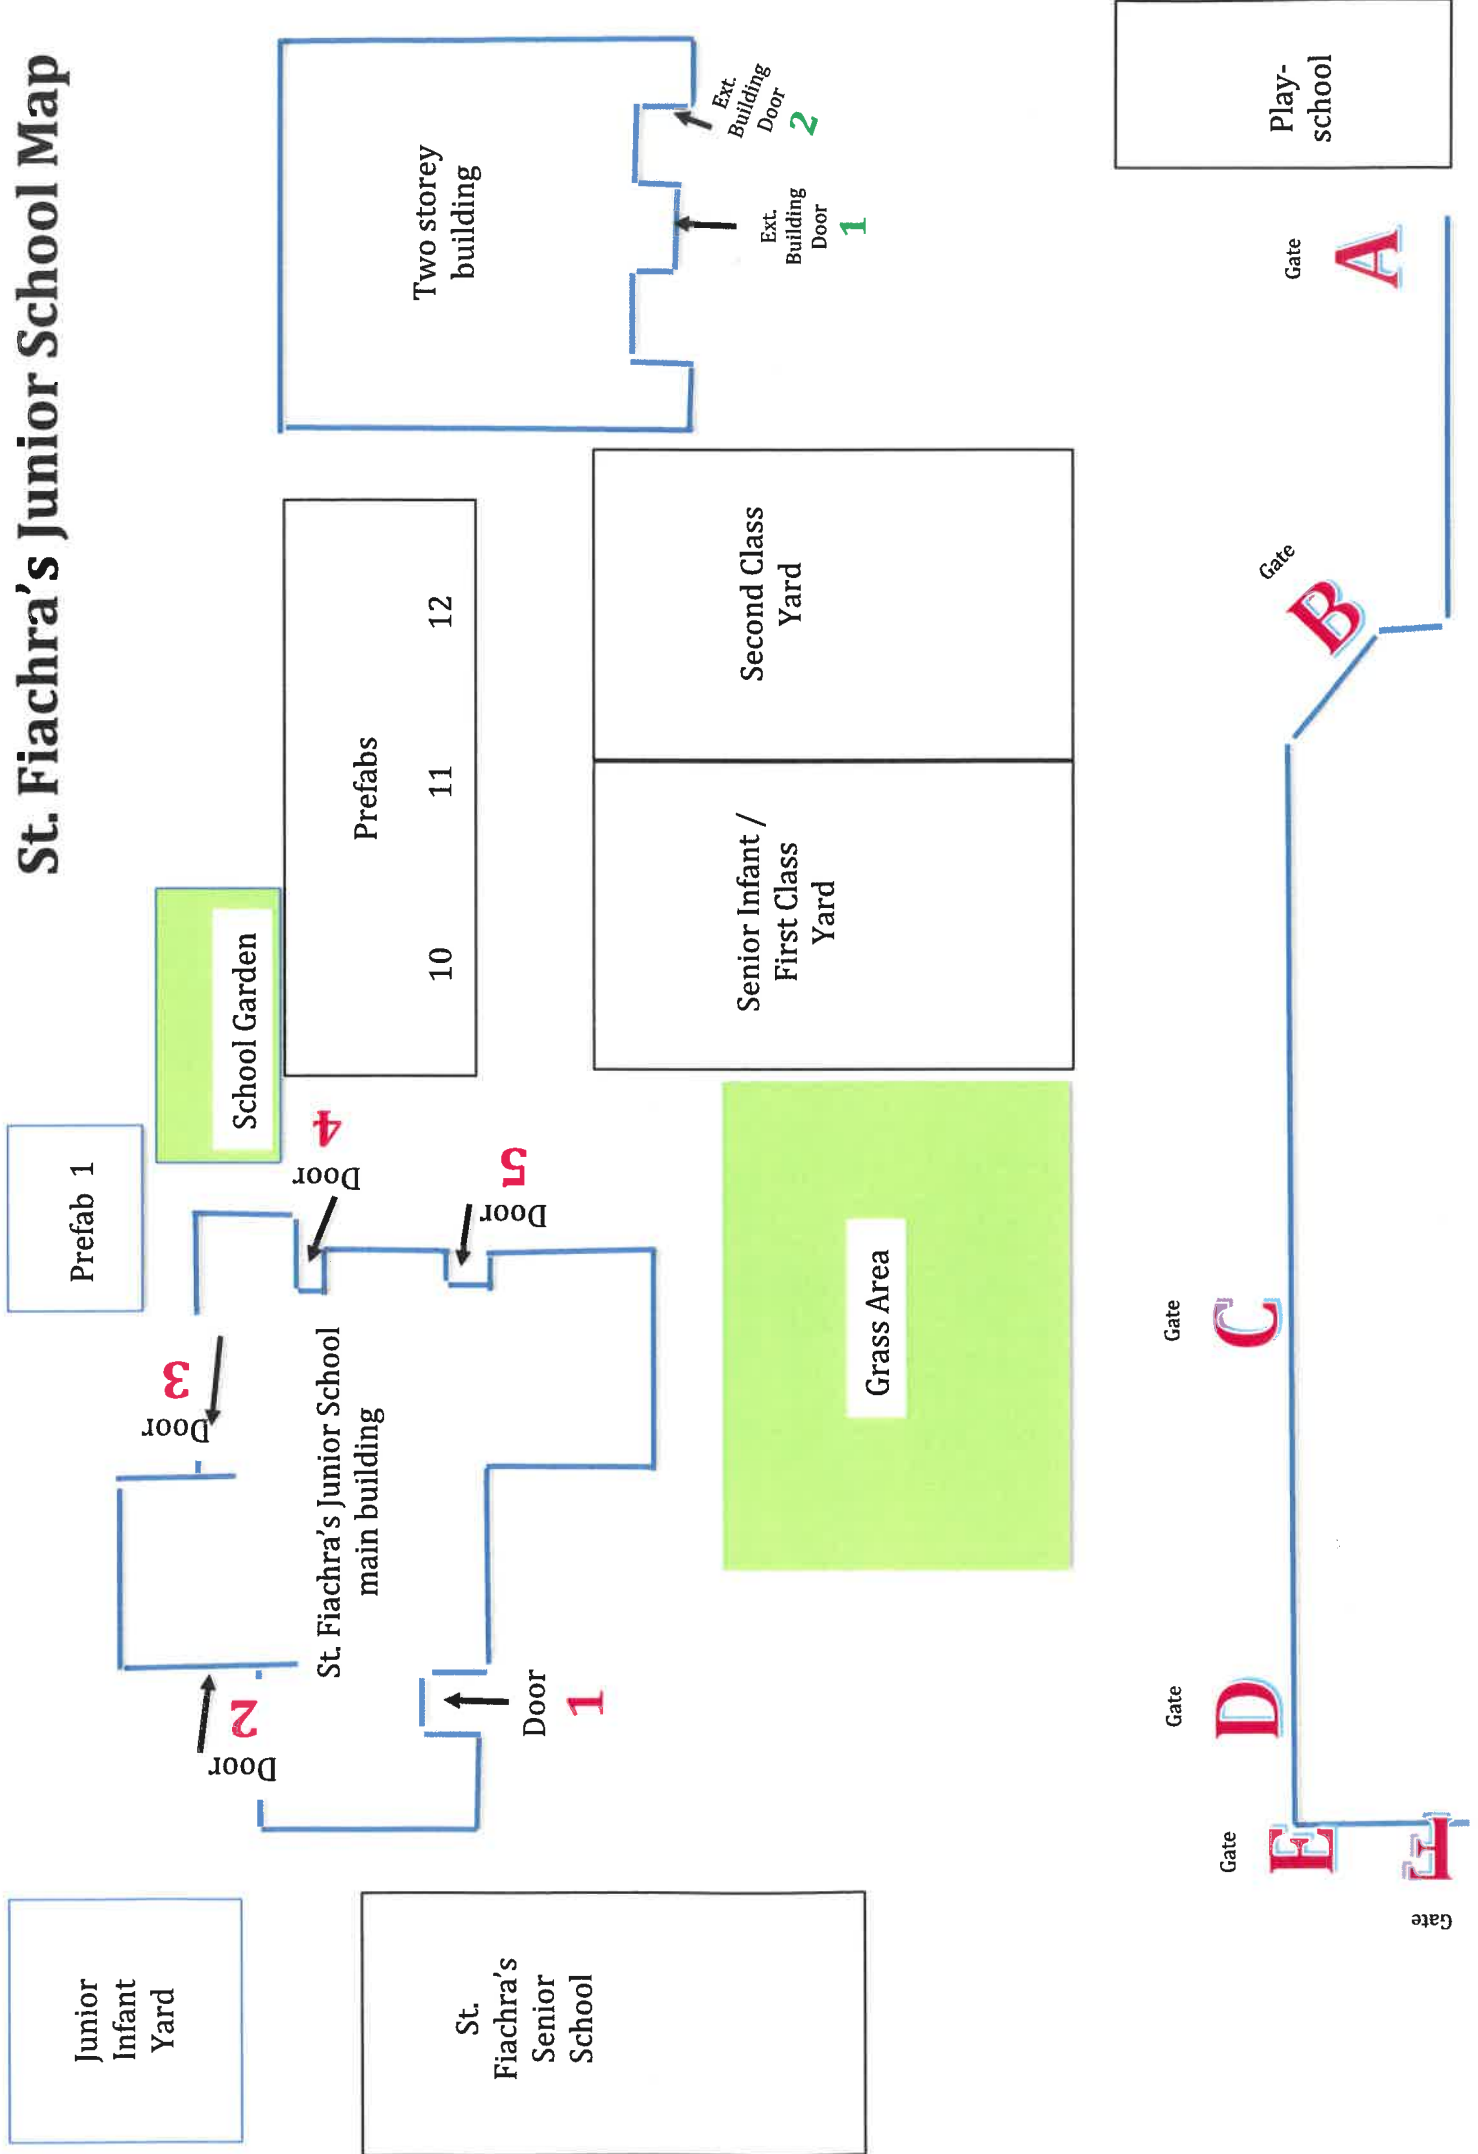 St. Fiachra's Junior School Map
Junior
Infant
Yard
St.
Fiachra's
Senior
School
Door
2
Door
3
Prefab 1
School Garden
Door
4
Door
5
St. Fiachra's Junior School
main building
Door
1
Prefabs
10
11
12
Two storey
building
Ext.
Building
Door
1
Ext.
Building
Door
2
Grass Area
Senior Infant /
First Class
Yard
Second Class
Yard
Play-
school
Gate
F
Gate
E
Gate
D
Gate
C
Gate
B
Gate
A